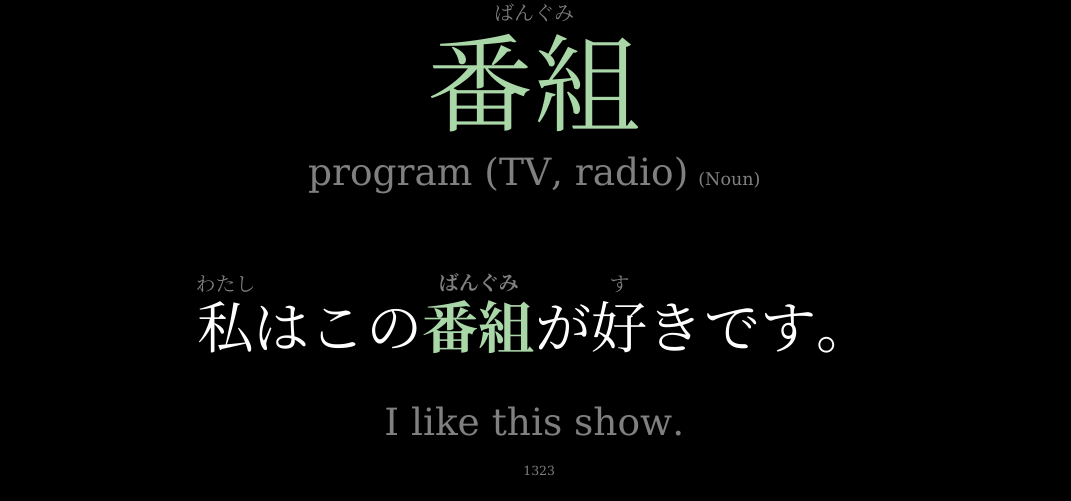 ばんぐみ
番組
program (TV, radio) (Noun)
わたし ばんぐみ す
私はこの番組が好きです。
I like this show.
1323